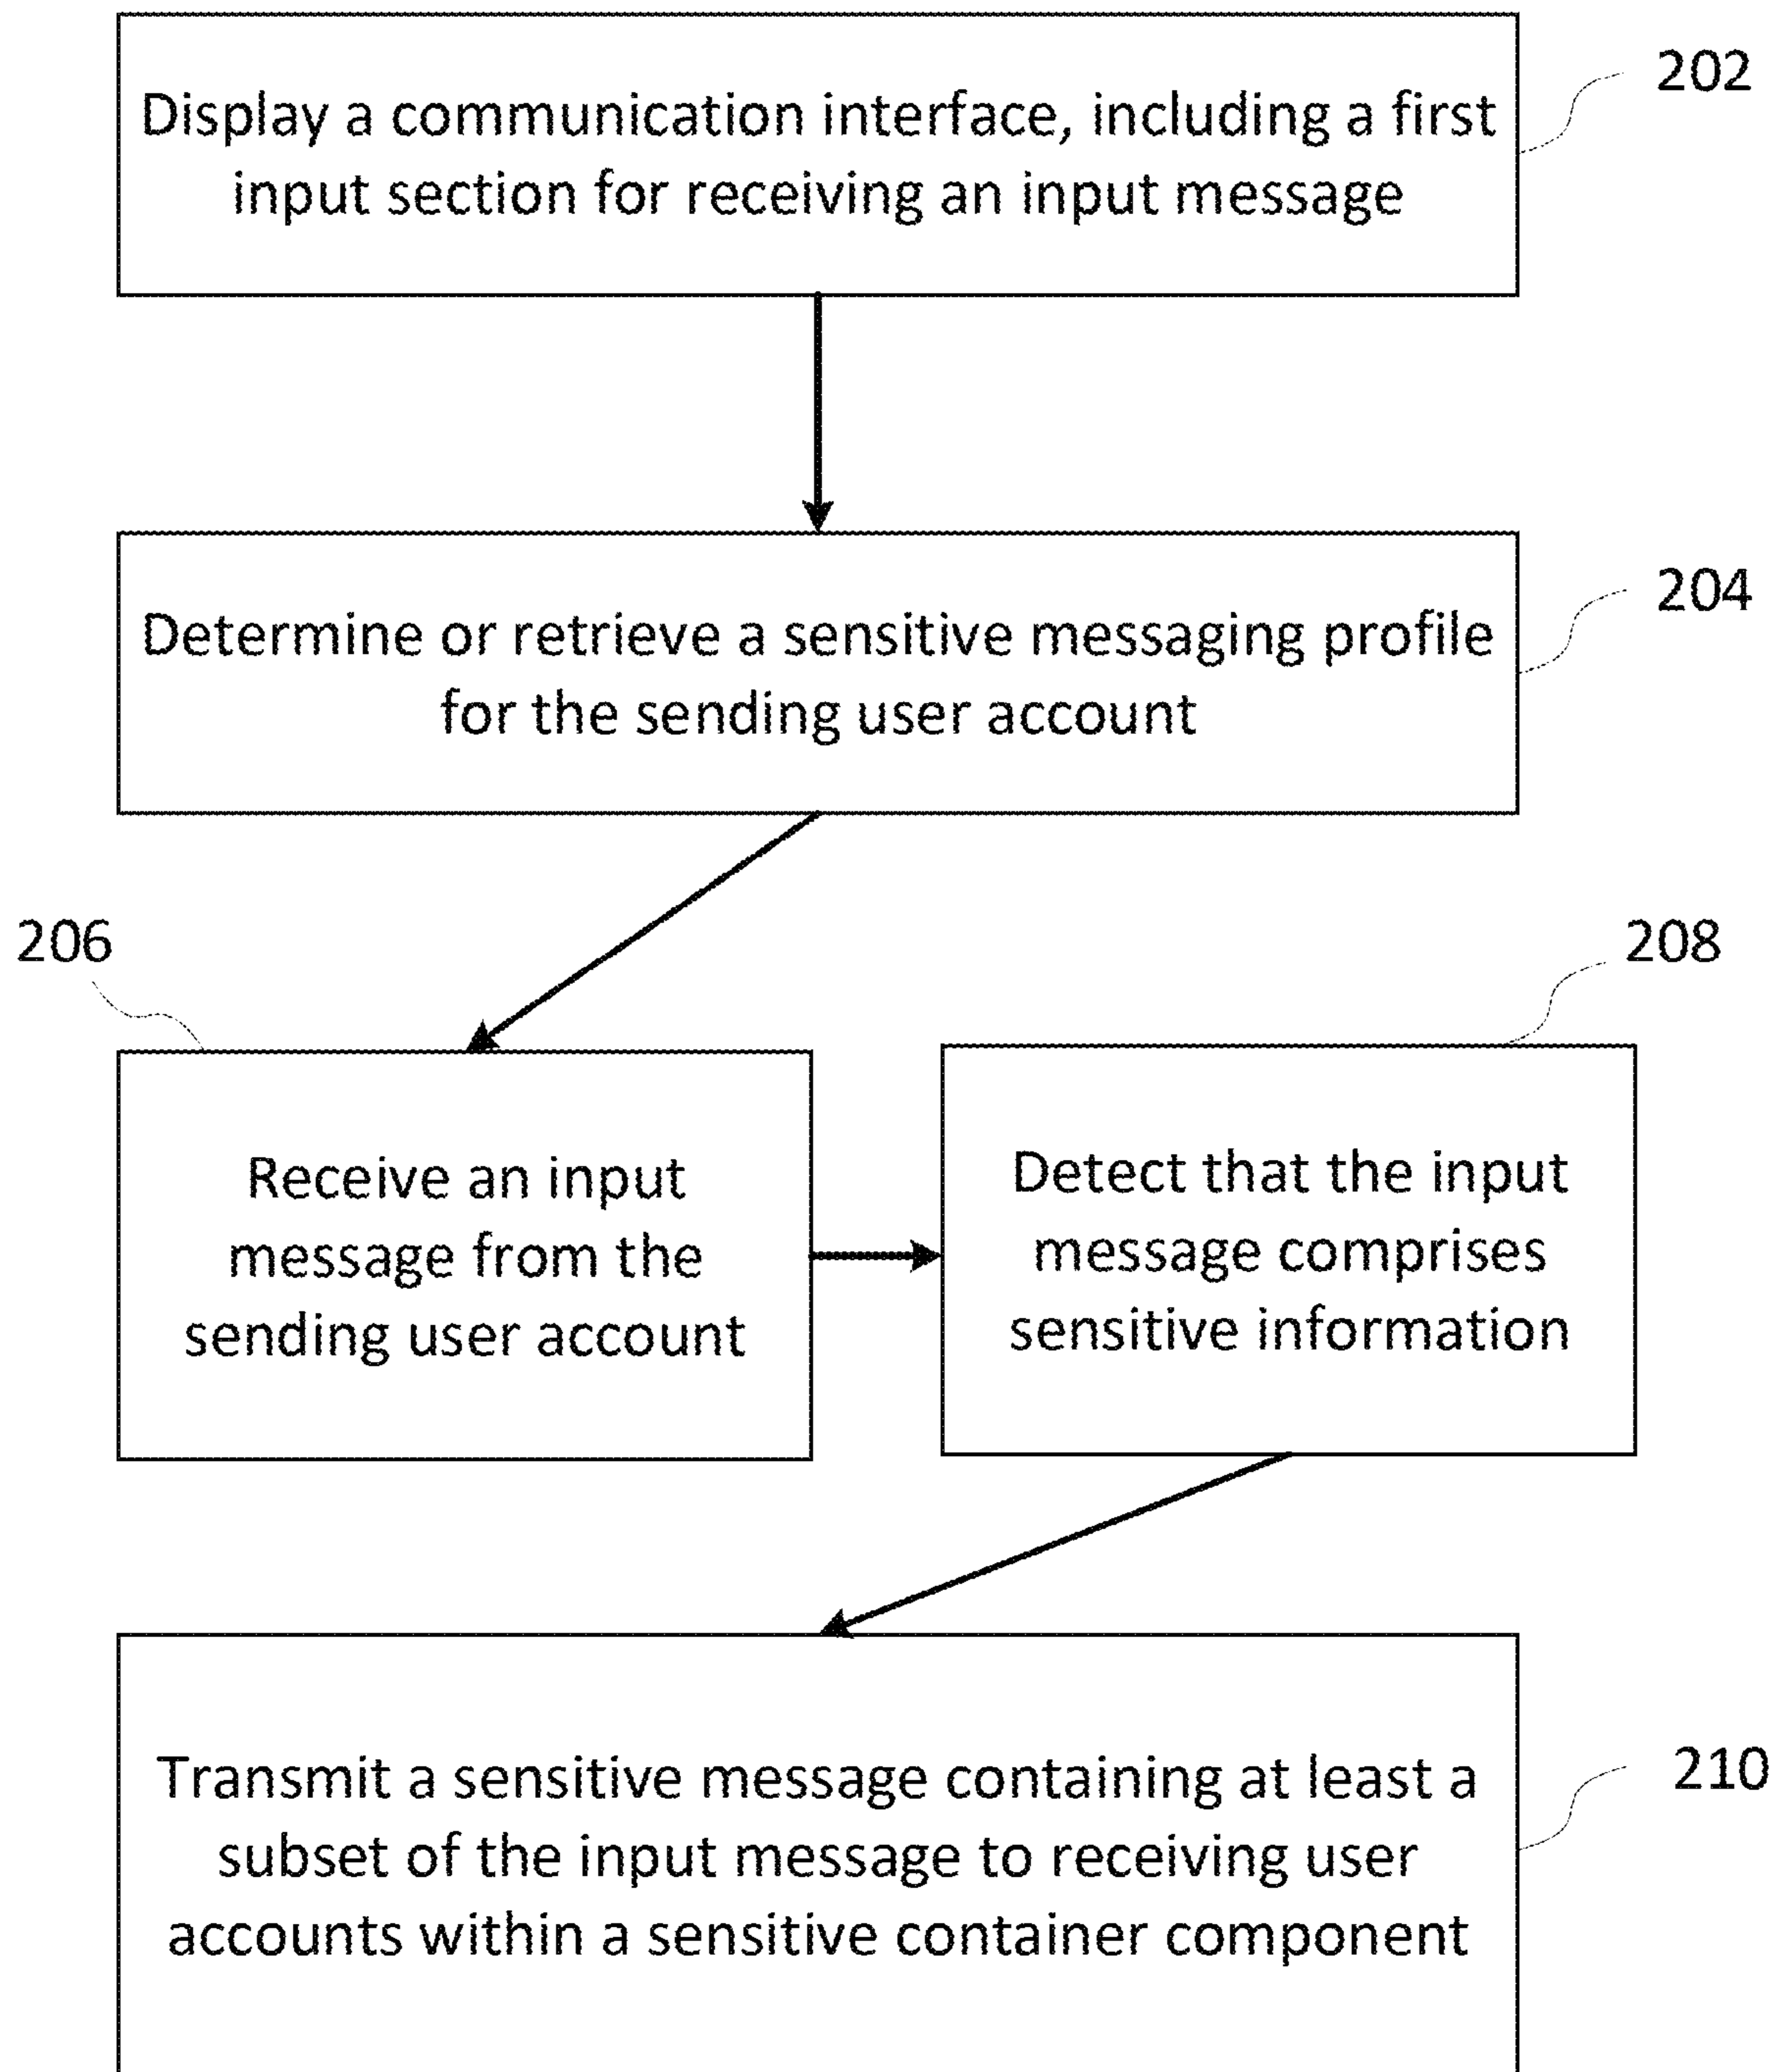 Display a communication interface, including a first
input section for receiving an input message
202
Determine or retrieve a sensitive messaging profile
for the sending user account
204
206
Receive an input
message from the
sending user account
208
Detect that the input
message comprises
sensitive information
Transmit a sensitive message containing at least a
subset of the input message to receiving user
accounts within a sensitive container component
210